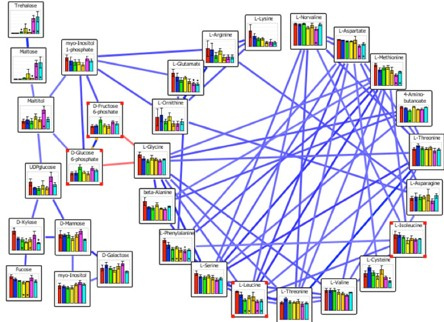 Trehalose
Maltose
myo-Inositol
1-phosphate
L-Arginine
L-Lysine
L-Norvaline
L-Aspartate
L-Glutamate
L-Methionine
Maltitol
D-Fructose
6-phosphate
L-Ornithine
4-Amino-
butanoate
D-Glucose
6-phosphate
L-Glycine
L-Threonine
UDPglucose
beta-Alanine
L-Asparagine
D-Xylose
D-Mannose
L-Phenylalanine
L-Isoleucine
D-Galactose
Fucose
myo-Inositol
L-Serine
L-Cysteine
L-Leucine
L-Threonine
L-Valine